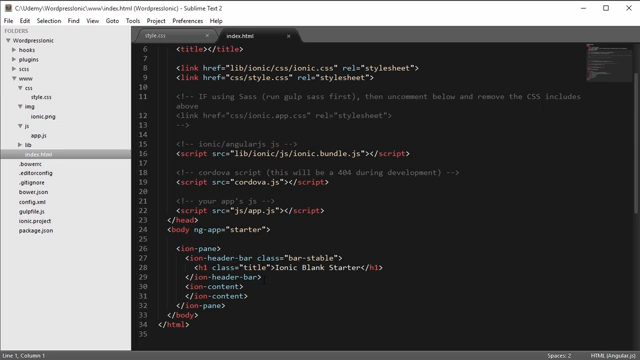 C:\Udemy\WordpressIonic\www\index.html (WordpressIonic) - Sublime Text 2
File Edit Selection Find View Goto Tools Project Preferences Help
FOLDERS
WordpressIonic
hooks
plugins
scss
www
css
style.css
img
ionic.png
js
app.js
lib
index.html
.bowerrc
.editorconfig
.gitignore
bower.json
config.xml
gulpfile.js
ionic.project
package.json
style.css × index.html ×
6 <title></title>
7
8 <link href="lib/ionic/css/ionic.css" rel="stylesheet">
9 <link href="css/style.css" rel="stylesheet">
10
11 <!-- IF using Sass (run gulp sass first), then uncomment below and remove the CSS includes
above
12 <link href="css/ionic.app.css" rel="stylesheet">
13 -->
14
15 <!-- ionic/angularjs js -->
16 <script src="lib/ionic/js/ionic.bundle.js"></script>
17
18 <!-- cordova script (this will be a 404 during development) -->
19 <script src="cordova.js"></script>
20
21 <!-- your app's js -->
22 <script src="js/app.js"></script>
23 </head>
24 <body ng-app="starter">
25
26 <ion-pane>
27 <ion-header-bar class="bar-stable">
28 <h1 class="title">Ionic Blank Starter</h1>
29 </ion-header-bar>
30 <ion-content>
31 </ion-content>
32 </ion-pane>
33 </body>
34 </html>
35
Line 1, Column 1 Spaces: 2 HTML (Angular.js)